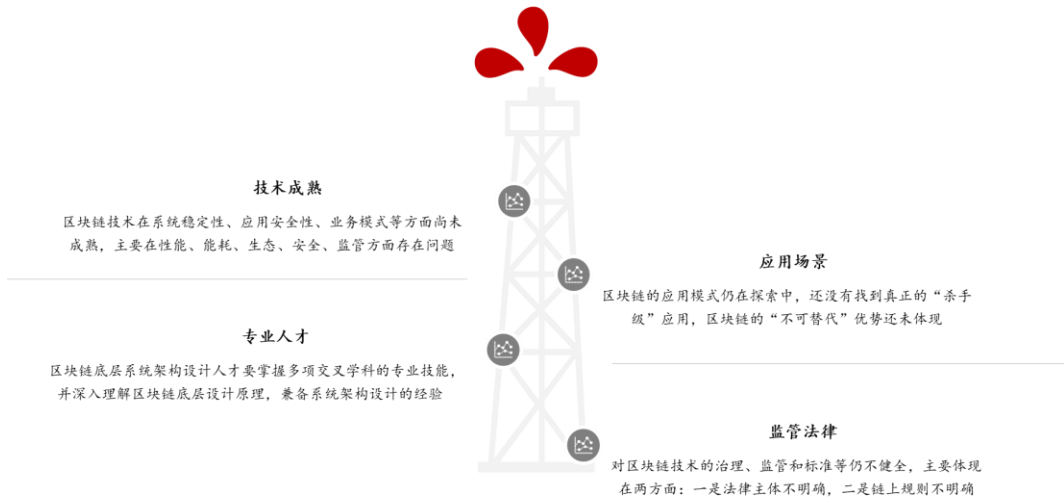 技术成熟
区块链技术在系统稳定性、应用安全性、业务模式等方面尚未
成熟，主要在性能、能耗、生态、安全、监管方面存在问题
应用场景
区块链的应用模式仍在探索中，还没有找到真正的“杀手
级”应用，区块链的“不可替代”优势还未体现
专业人才
区块链底层系统架构设计人才要掌握多项交叉学科的专业技能，
并深入理解区块链底层设计原理，兼备系统架构设计的经验
监管法律
对区块链技术的治理、监管和标准等仍不健全，主要体现
在两方面：一是法律主体不明确，二是链上规则不明确